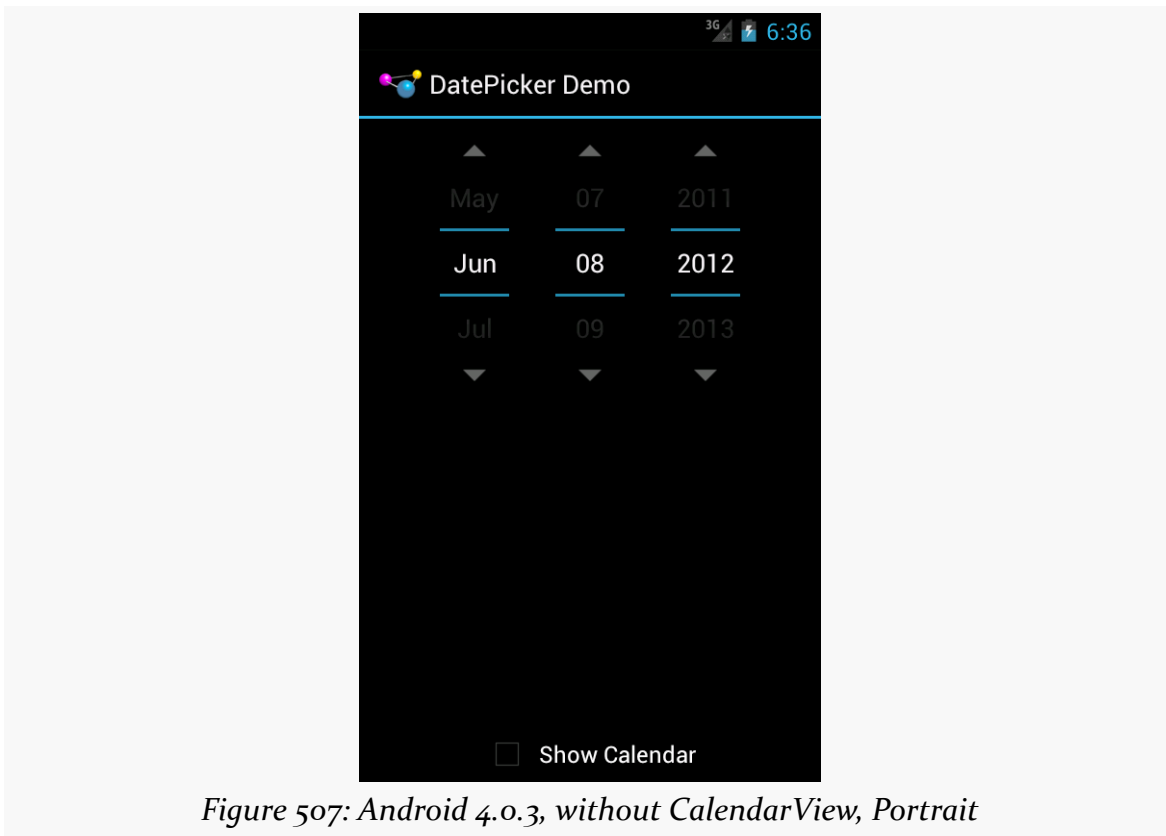 3G 6:36
DatePicker Demo
May 07 2011
Jun 08 2012
Jul 09 2013
Show Calendar
Figure 507: Android 4.0.3, without CalendarView, Portrait